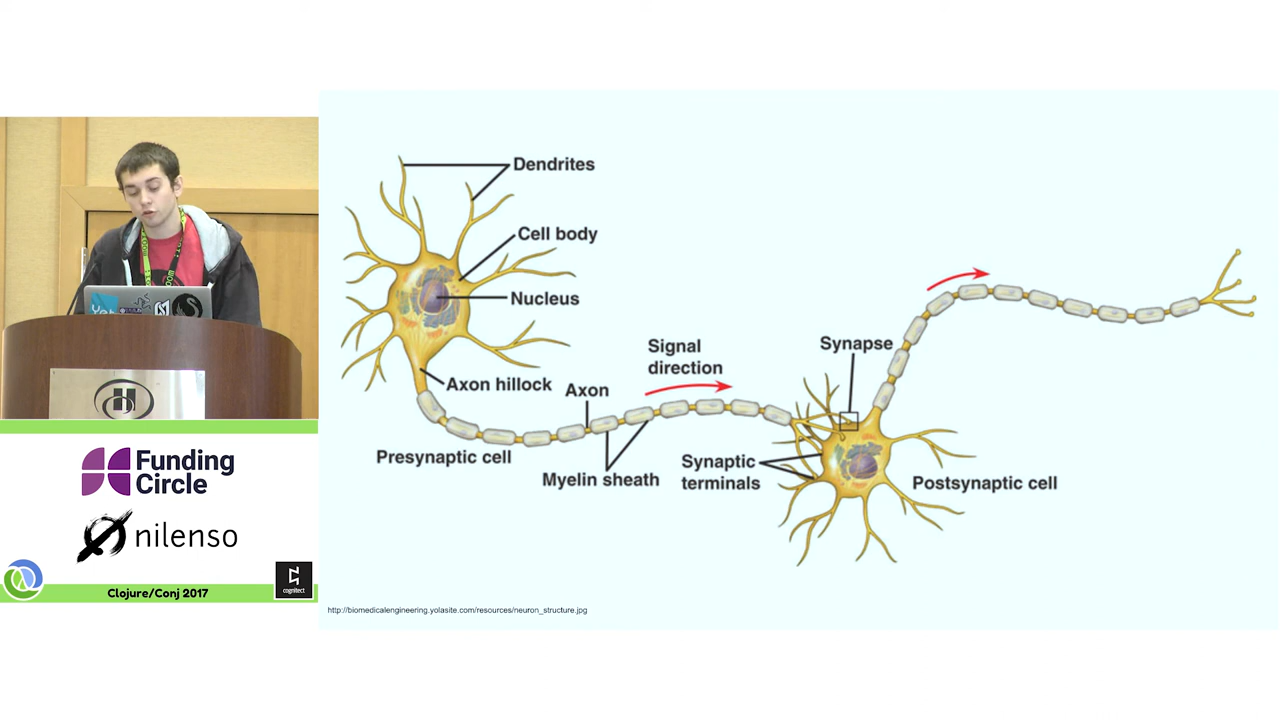 Dendrites
Cell body
Nucleus
Signal
direction
Synapse
Axon hillock
Axon
Presynaptic cell
Myelin sheath
Synaptic
terminals
Postsynaptic cell
Funding
Circle
nilenso
cognitect
Clojure/Conj 2017
http://biomedicalengineering.yolasite.com/resources/neuron_structure.jpg